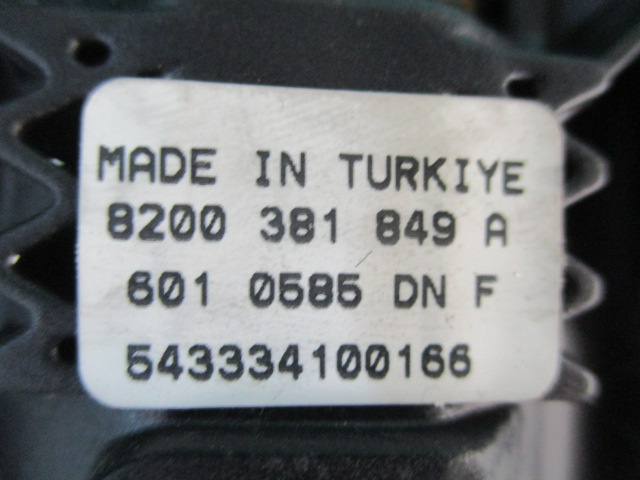 MADE IN TURKIYE
8200 381 849 A
601 0585 DN F
543334100166